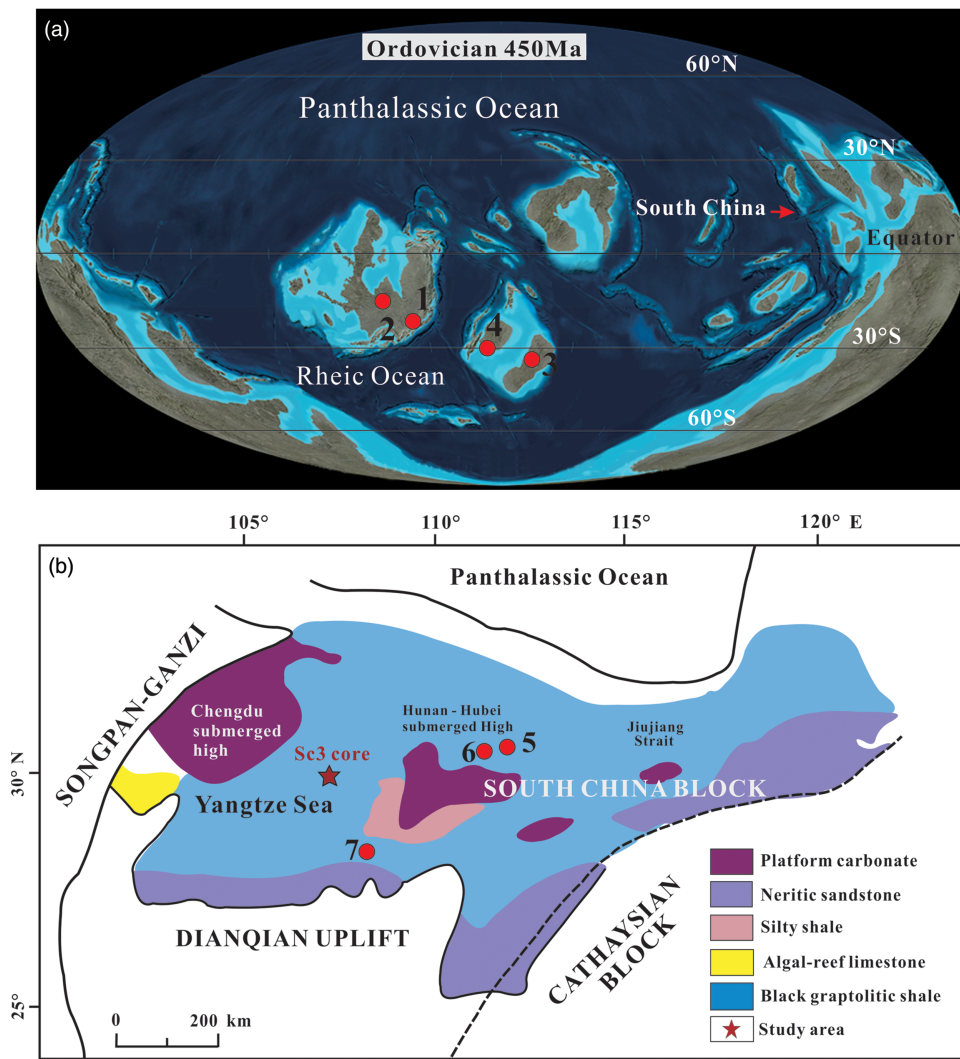 (a)
Ordovician 450Ma
60°N
Panthalassic Ocean
30°N
South China
Equator
1
2
4
3
30°S
Rheic Ocean
60°S
105°
110°
115°
120° E
(b)
Panthalassic Ocean
SONGPAN-GANZI
Chengdu
submerged
high
Hunan - Hubei
submerged High
Jiujiang
Strait
Sc3 core
6
5
30° N
Yangtze Sea
SOUTH CHINA BLOCK
7
DIANQIAN UPLIFT
CATHAYSIAN
BLOCK
Platform carbonate
Neritic sandstone
Silty shale
Algal-reef limestone
Black graptolitic shale
Study area
25°
0
200 km